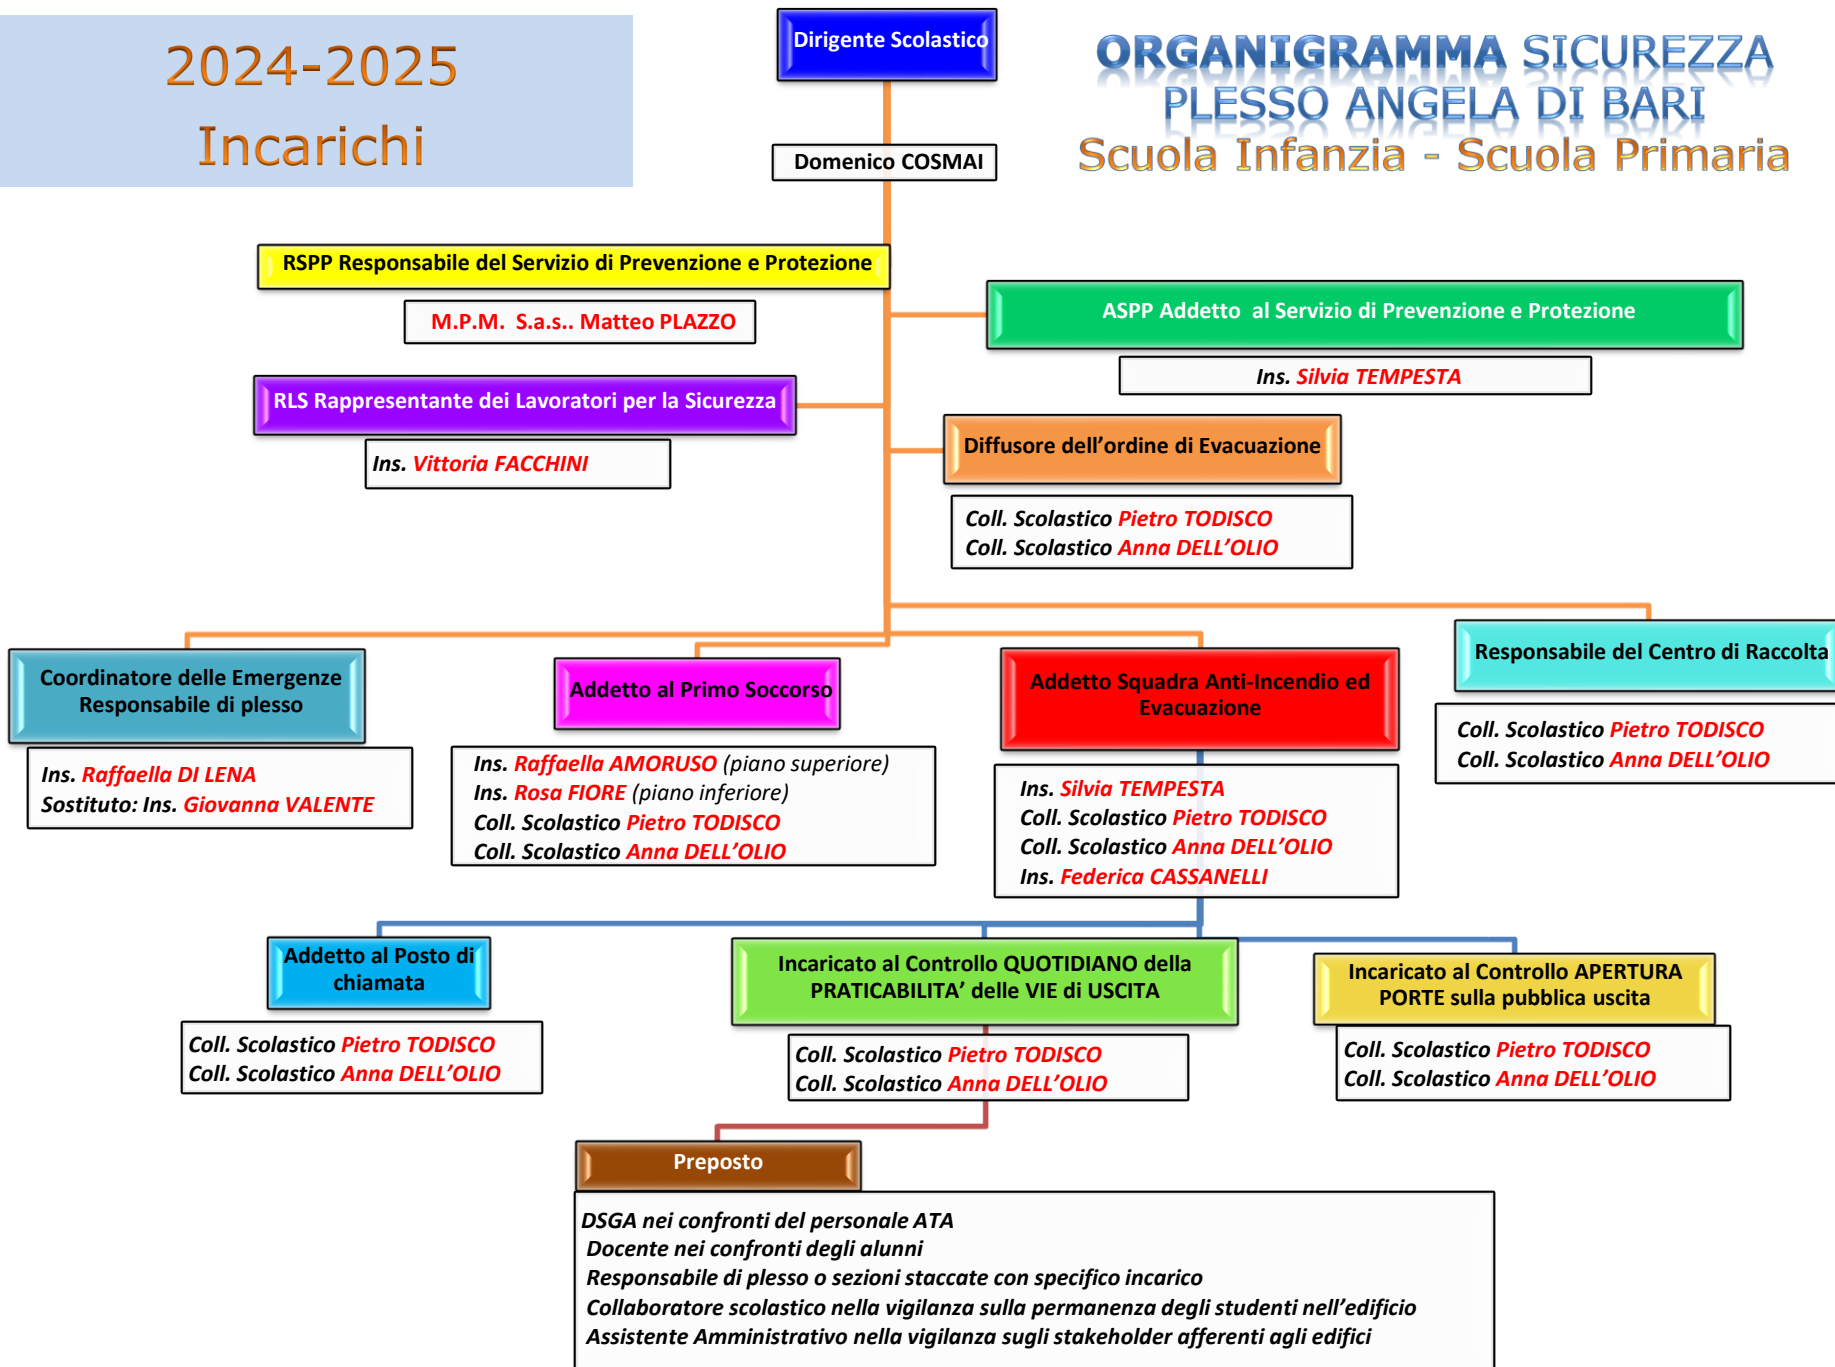 2024-2025
Incarichi
Dirigente Scolastico
Domenico COSMAI
ORGANIGRAMMA SICUREZZA
PLESSO ANGELA DI BARI
Scuola Infanzia - Scuola Primaria
RSPP Responsabile del Servizio di Prevenzione e Protezione
M.P.M. S.a.s.. Matteo PLAZZO
ASPP Addetto al Servizio di Prevenzione e Protezione
Ins. Silvia TEMPESTA
RLS Rappresentante dei Lavoratori per la Sicurezza
Ins. Vittoria FACCHINI
Diffusore dell’ordine di Evacuazione
Coll. Scolastico Pietro TODISCO
Coll. Scolastico Anna DELL’OLIO
Coordinatore delle Emergenze
Responsabile di plesso
Ins. Raffaella DI LENA
Sostituto: Ins. Giovanna VALENTE
Addetto al Primo Soccorso
Ins. Raffaella AMORUSO (piano superiore)
Ins. Rosa FIORE (piano inferiore)
Coll. Scolastico Pietro TODISCO
Coll. Scolastico Anna DELL’OLIO
Addetto Squadra Anti-Incendio ed
Evacuazione
Ins. Silvia TEMPESTA
Coll. Scolastico Pietro TODISCO
Coll. Scolastico Anna DELL’OLIO
Ins. Federica CASSANELLI
Responsabile del Centro di Raccolta
Coll. Scolastico Pietro TODISCO
Coll. Scolastico Anna DELL’OLIO
Addetto al Posto di
chiamata
Coll. Scolastico Pietro TODISCO
Coll. Scolastico Anna DELL’OLIO
Incaricato al Controllo QUOTIDIANO della
PRATICABILITA’ delle VIE di USCITA
Coll. Scolastico Pietro TODISCO
Coll. Scolastico Anna DELL’OLIO
Incaricato al Controllo APERTURA
PORTE sulla pubblica uscita
Coll. Scolastico Pietro TODISCO
Coll. Scolastico Anna DELL’OLIO
Preposto
DSGA nei confronti del personale ATA
Docente nei confronti degli alunni
Responsabile di plesso o sezioni staccate con specifico incarico
Collaboratore scolastico nella vigilanza sulla permanenza degli studenti nell’edificio
Assistente Amministrativo nella vigilanza sugli stakeholder afferenti agli edifici